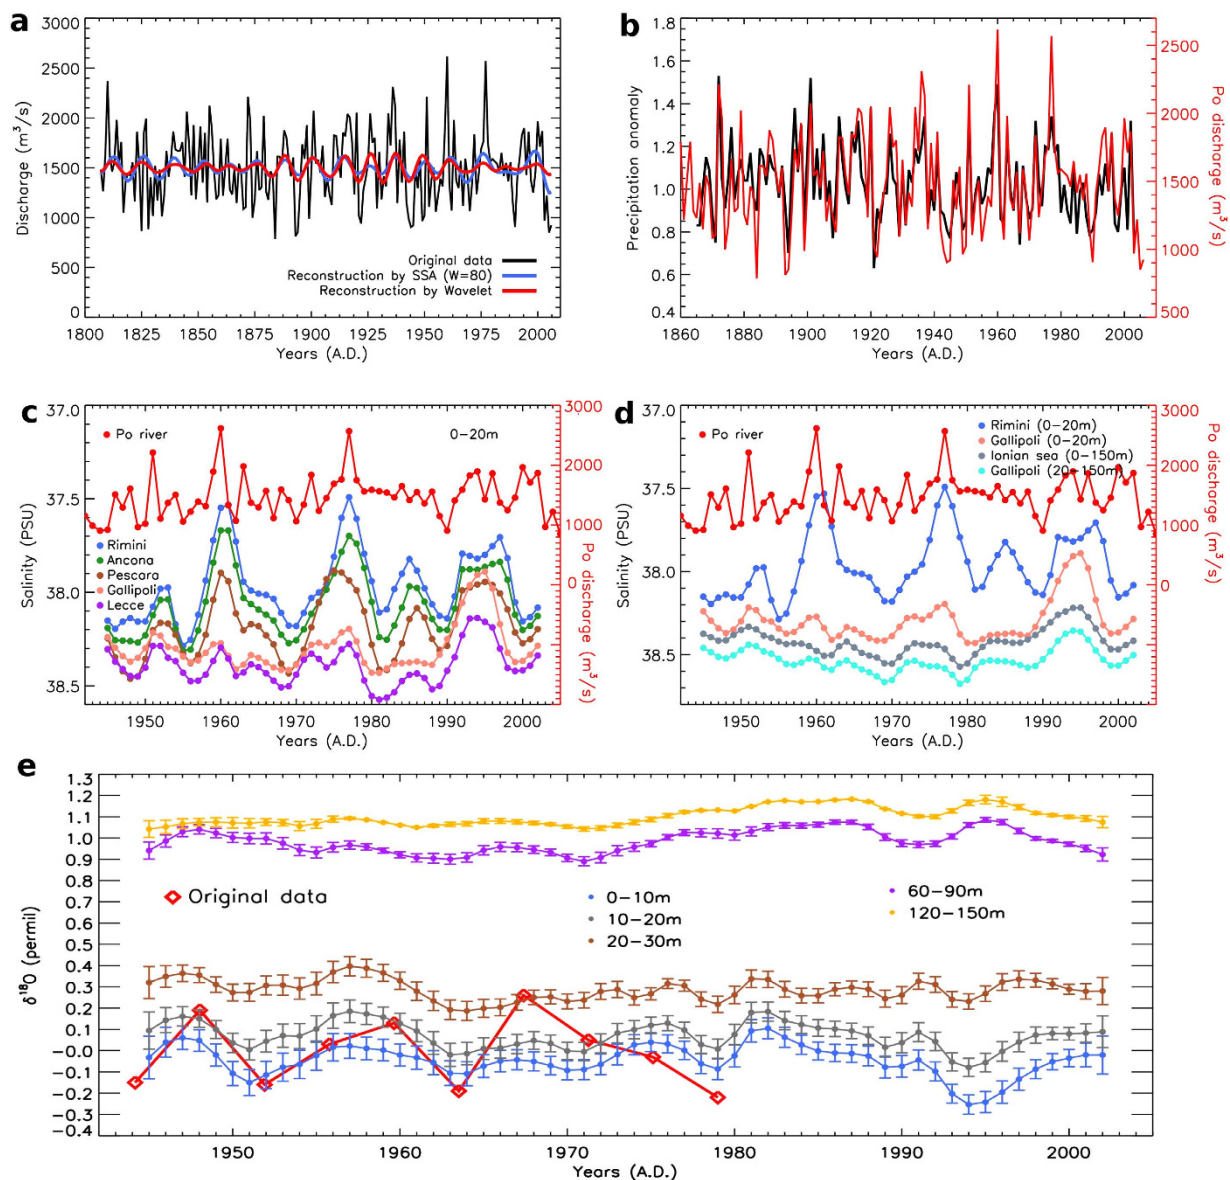 a
3000
2500
2000
1500
1000
500
0
Discharge (m³/s)
Original data
Reconstruction by SSA (W=80)
Reconstruction by Wavelet
1800 1825 1850 1875 1900 1925 1950 1975 2000
Years (A.D.)
b
1.8
1.6
1.4
1.2
1.0
0.8
0.6
0.4
Precipitation anomaly
2500
2000
1500
1000
500
Po discharge (m³/s)
1860 1880 1900 1920 1940 1960 1980 2000
Years (A.D.)
c
37.0
37.5
38.0
38.5
Salinity (PSU)
Po river
0-20m
Rimini
Ancona
Pescara
Gallipoli
Lecce
3000
2000
1000
0
Po discharge (m³/s)
1950 1960 1970 1980 1990 2000
Years (A.D.)
d
37.0
37.5
38.0
38.5
Salinity (PSU)
Po river
Rimini (0-20m)
Gallipoli (0-20m)
Ionian sea (0-150m)
Gallipoli (20-150m)
3000
2000
1000
0
Po discharge (m³/s)
1950 1960 1970 1980 1990 2000
Years (A.D.)
e
1.3
1.2
1.1
1.0
0.9
0.8
0.7
0.6
0.5
0.4
0.3
0.2
0.1
-0.0
-0.1
-0.2
-0.3
-0.4
δ¹⁸O (permil)
Original data
0-10m
10-20m
20-30m
60-90m
120-150m
1950 1960 1970 1980 1990 2000
Years (A.D.)